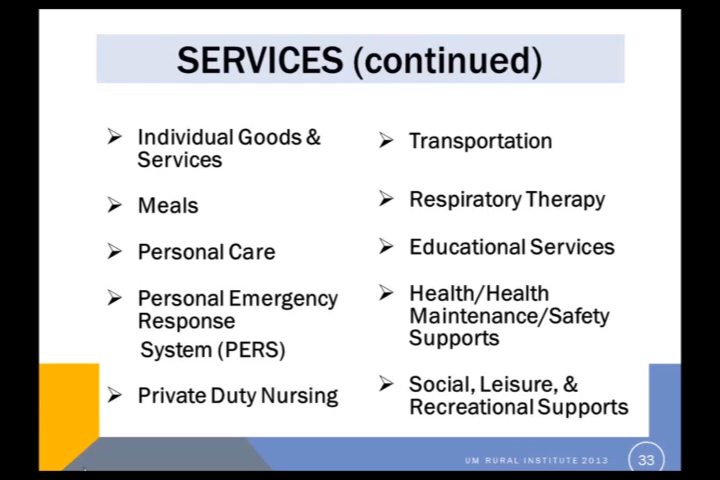 SERVICES (continued)
Individual Goods &
Services
Meals
Personal Care
Personal Emergency
Response
System (PERS)
Private Duty Nursing
Transportation
Respiratory Therapy
Educational Services
Health/Health
Maintenance/Safety
Supports
Social, Leisure, &
Recreational Supports
UM RURAL INSTITUTE 2013
33